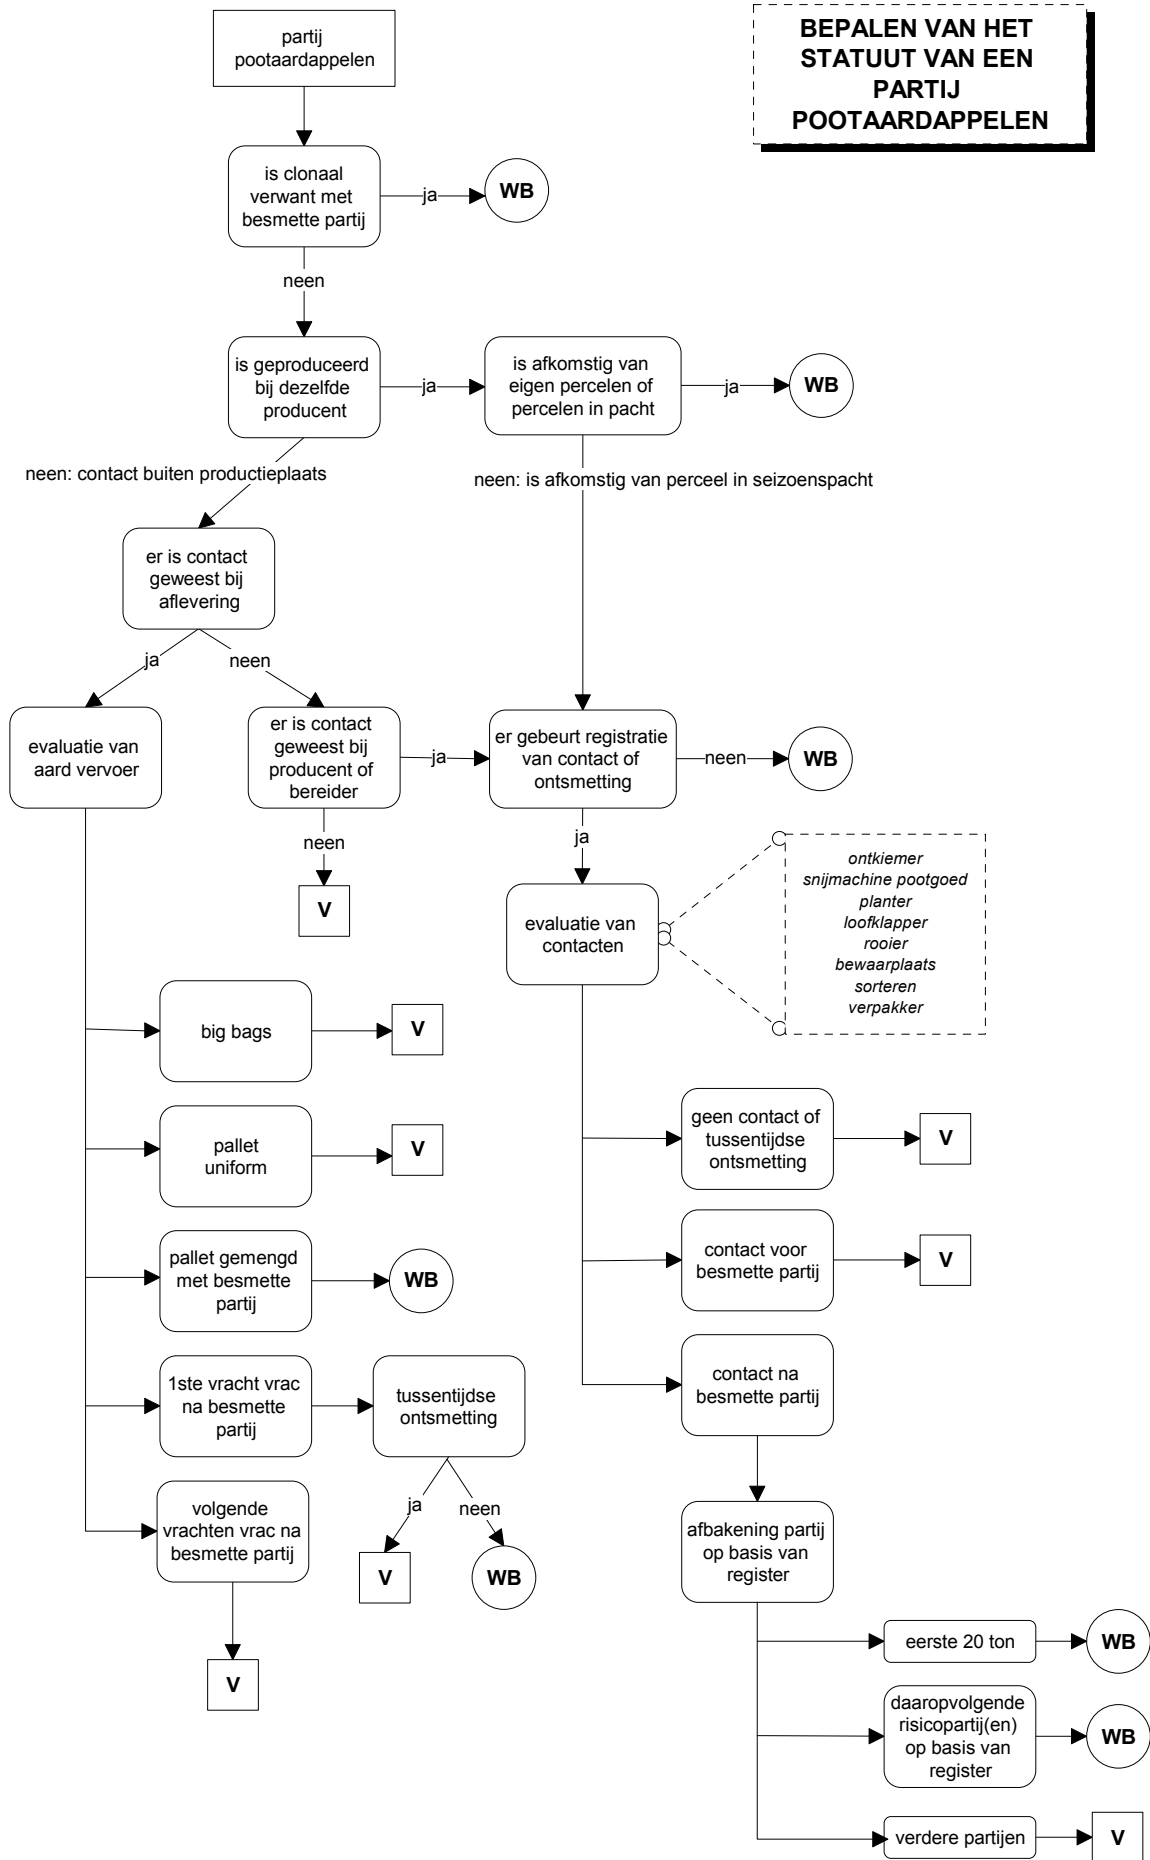 BEPALEN VAN HET
STATUUT VAN EEN
PARTIJ
POOTAARDAPPELEN
partij
pootaardappelen
is clonaal
verwant met
besmette partij
ja
WB
neen
is geproduceerd
bij dezelfde
producent
ja
is afkomstig van
eigen percelen of
percelen in pacht
ja
WB
neen: contact buiten productieplaats
neen: is afkomstig van perceel in seizoenspacht
er is contact
geweest bij
aflevering
ja
neen
evaluatie van
aard vervoer
er is contact
geweest bij
producent of
bereider
ja
er gebeurt registratie
van contact of
ontsmetting
neen
WB
neen
V
ja
evaluatie van
contacten
ontkiemer
snijmachine pootgoed
planter
loofklapper
rooier
bewaarplaats
sorteren
verpakker
big bags
V
pallet
uniform
V
pallet gemengd
met besmette
partij
WB
1ste vracht vrac
na besmette
partij
tussentijdse
ontsmetting
ja
neen
V
WB
volgende
vrachten vrac na
besmette partij
V
geen contact of
tussentijdse
ontsmetting
V
contact voor
besmette partij
V
contact na
besmette partij
afbakening partij
op basis van
register
eerste 20 ton
WB
daaropvolgende
risicopartij(en)
op basis van
register
WB
verdere partijen
V